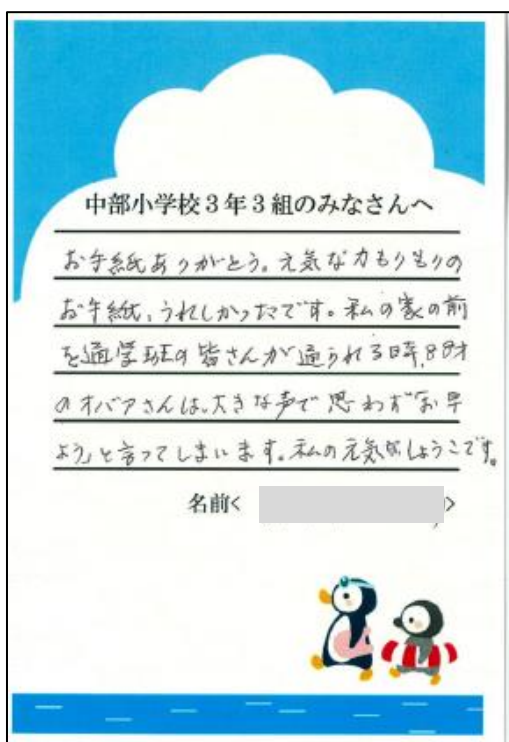 中部小学校3年3組のみなさんへ
お手紙ありがとう。元気な力もりもりの
お手紙、うれしかったです。私の家の前
を通学班の皆さんが通られる時、88才
のオバアさんは、大きな声で思わず「お早
よう」と言ってしまいます。私の元気なしょうこです。
名前< >